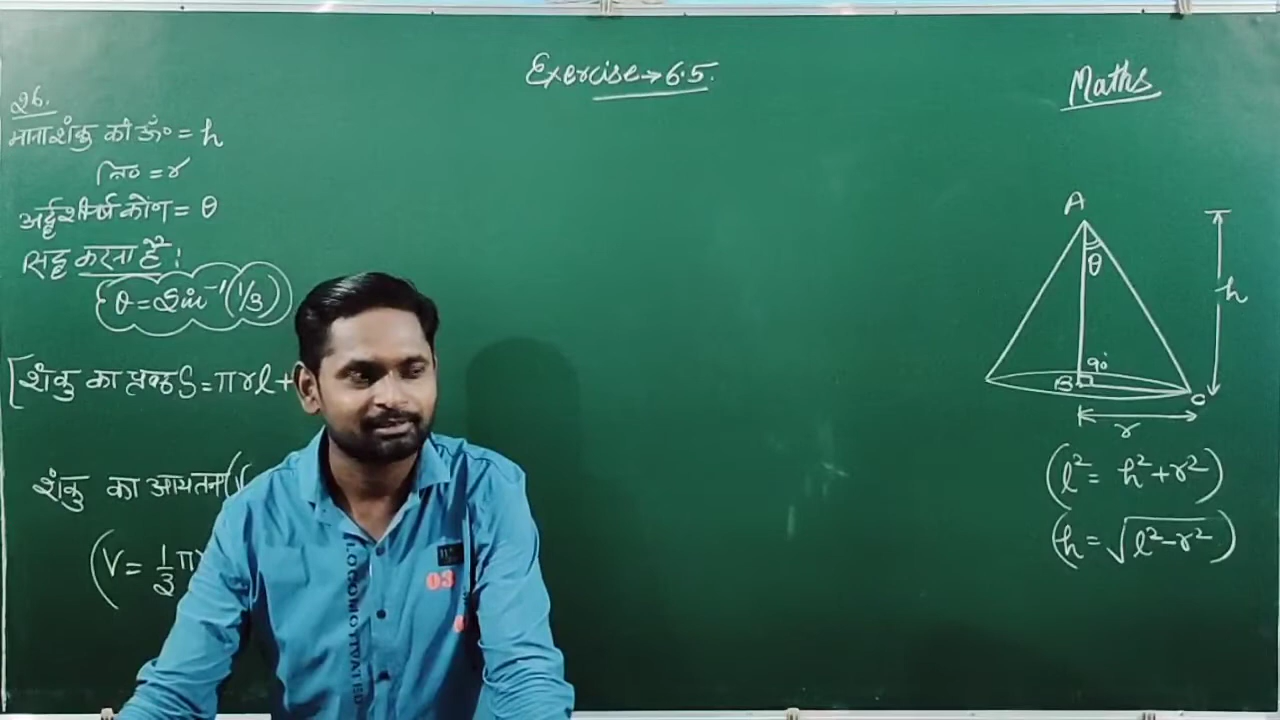 Exercise→6.5.
Maths
26.
माना शंकु की ऊँ० = h
त्रि० = r
अर्द्धशीर्ष कोण = θ
सिद्ध करना है:
θ = Sin⁻¹(1/3)
[शंकु का पृष्ठ S = πrl +
शंकु का आयतन (V
(V = 1/3 π
A
θ
h
90°
B
C
r
(l² = h² + r²)
(h = √l² - r²)
03